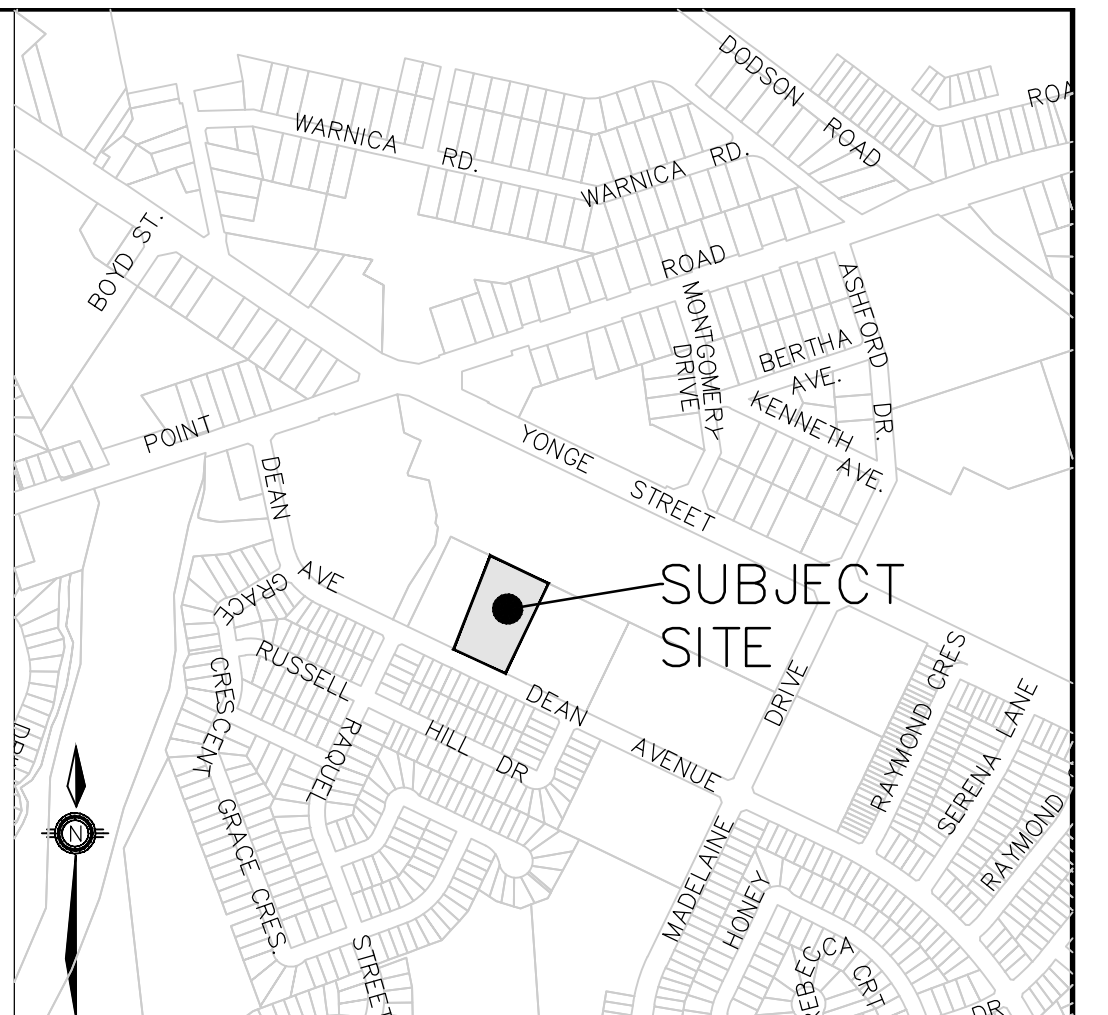 DODSON
ROAD
WARNICA
RD.
WARNICA
RD.
BOYD ST.
ROAD
ASHFORD
DR.
MONTGOMERY
DRIVE
BERTHA
AVE.
KENNETH
AVE.
POINT
YONGE
STREET
DEAN
AVE
SUBJECT
SITE
GRACE
CRESCENT
RUSSELL
HILL
DR
RAQUEL
STREET
DEAN
AVENUE
DRIVE
MADELAINE
RAYMOND CRES
SERENA LANE
RAYMOND
GRACE CRES.
HONEY
CRT
DR
N